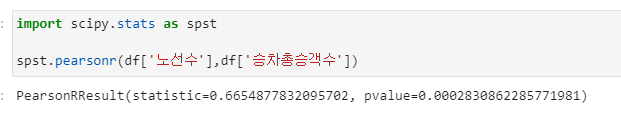 : import scipy.stats as spst
spst.pearsonr(df['노선수'],df['승차총승객수'])
: PearsonRResult(statistic=0.6654877832095702, pvalue=0.0002830862285771981)